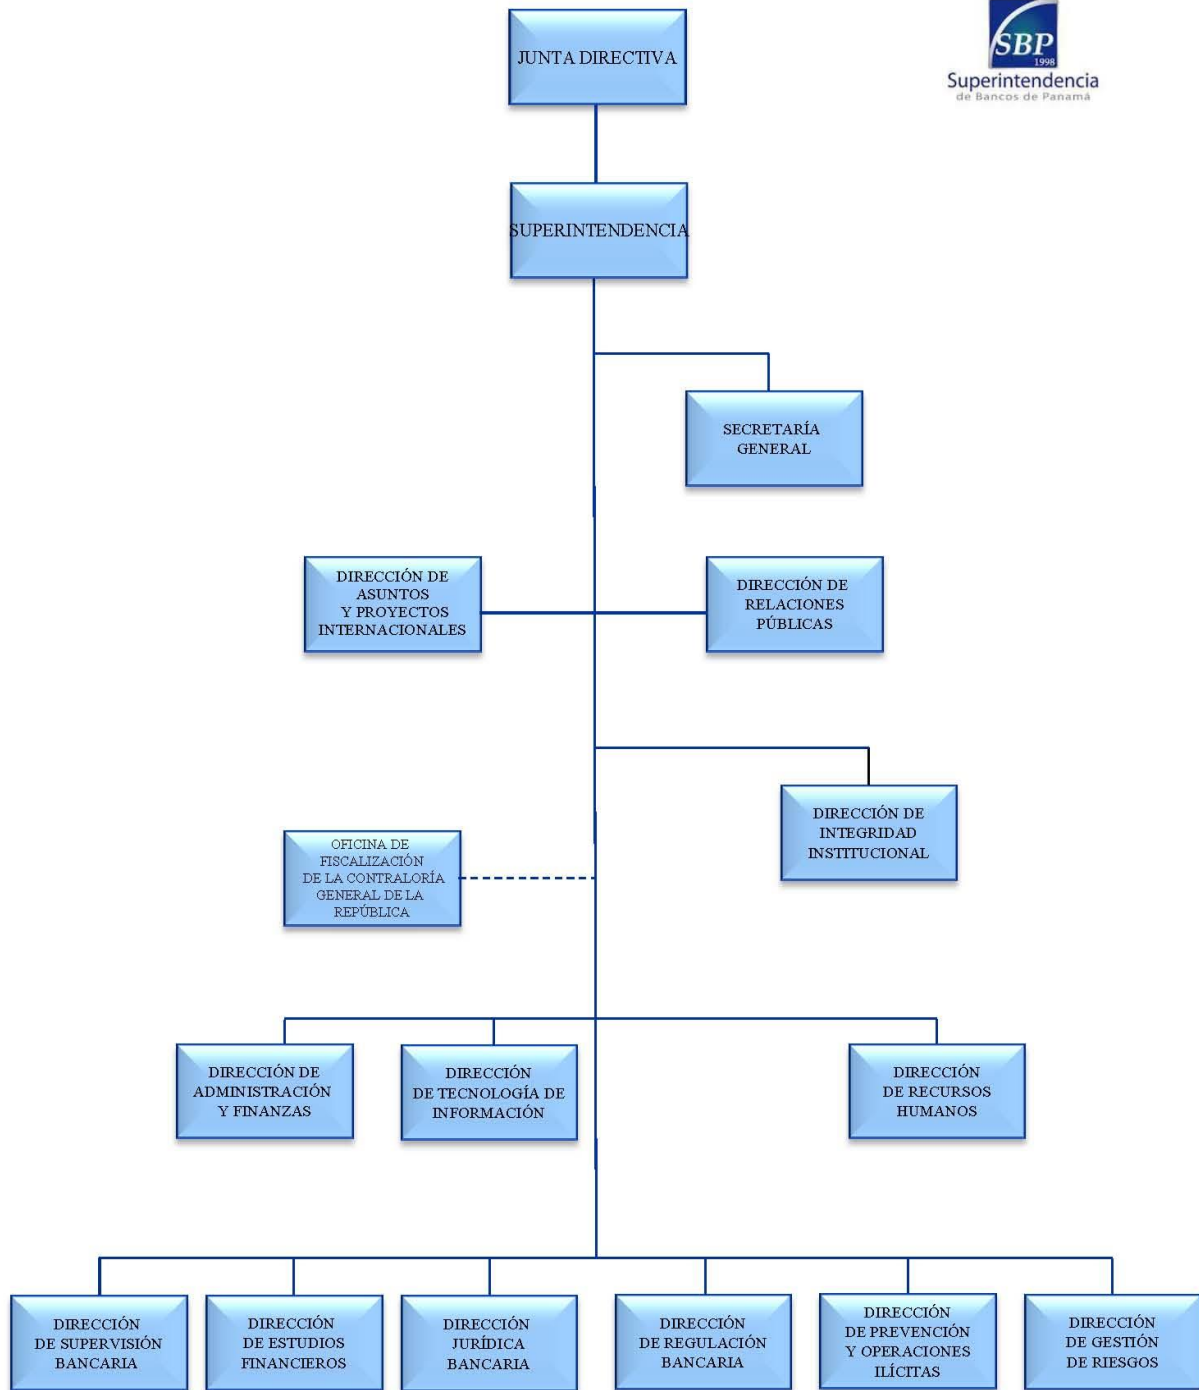 JUNTA DIRECTIVA
SBP
1998
Superintendencia
de Bancos de Panamá
SUPERINTENDENCIA
SECRETARÍA
GENERAL
DIRECCIÓN DE
ASUNTOS
Y PROYECTOS
INTERNACIONALES
DIRECCIÓN DE
RELACIONES
PÚBLICAS
DIRECCIÓN DE
INTEGRIDAD
INSTITUCIONAL
OFICINA DE
FISCALIZACIÓN
DE LA CONTRALORÍA
GENERAL DE LA
REPÚBLICA
DIRECCIÓN DE
ADMINISTRACIÓN
Y FINANZAS
DIRECCIÓN
DE TECNOLOGÍA DE
INFORMACIÓN
DIRECCIÓN
DE RECURSOS
HUMANOS
DIRECCIÓN
DE SUPERVISIÓN
BANCARIA
DIRECCIÓN
DE ESTUDIOS
FINANCIEROS
DIRECCIÓN
JURÍDICA
BANCARIA
DIRECCIÓN
DE REGULACIÓN
BANCARIA
DIRECCIÓN
DE PREVENCIÓN
Y OPERACIONES
ILÍCITAS
DIRECCIÓN
DE GESTIÓN
DE RIESGOS